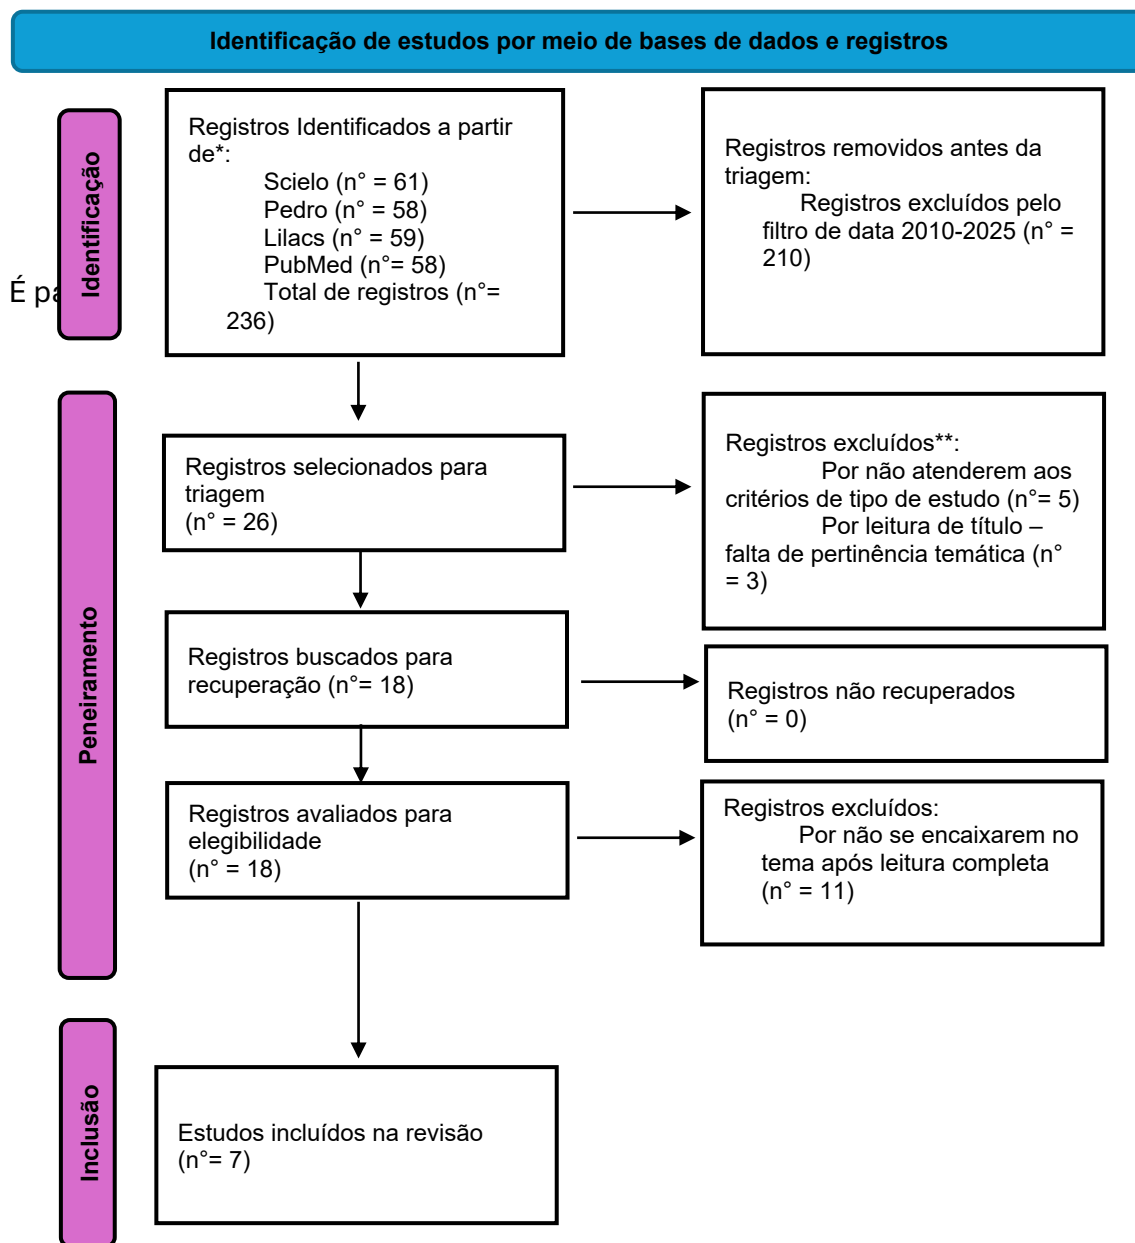 Identificação de estudos por meio de bases de dados e registros
Identificação
Registros Identificados a partir
de*:
Scielo (n° = 61)
Pedro (n° = 58)
Lilacs (n° = 59)
PubMed (n°= 58)
Total de registros (n°=
236)
Registros removidos antes da
triagem:
Registros excluídos pelo
filtro de data 2010-2025 (n° =
210)
É pa
Peneiramento
Registros selecionados para
triagem
(n° = 26)
Registros excluídos**:
Por não atenderem aos
critérios de tipo de estudo (n°= 5)
Por leitura de título –
falta de pertinência temática (n°
= 3)
Registros buscados para
recuperação (n°= 18)
Registros não recuperados
(n° = 0)
Registros avaliados para
elegibilidade
(n° = 18)
Registros excluídos:
Por não se encaixarem no
tema após leitura completa
(n° = 11)
Inclusão
Estudos incluídos na revisão
(n°= 7)